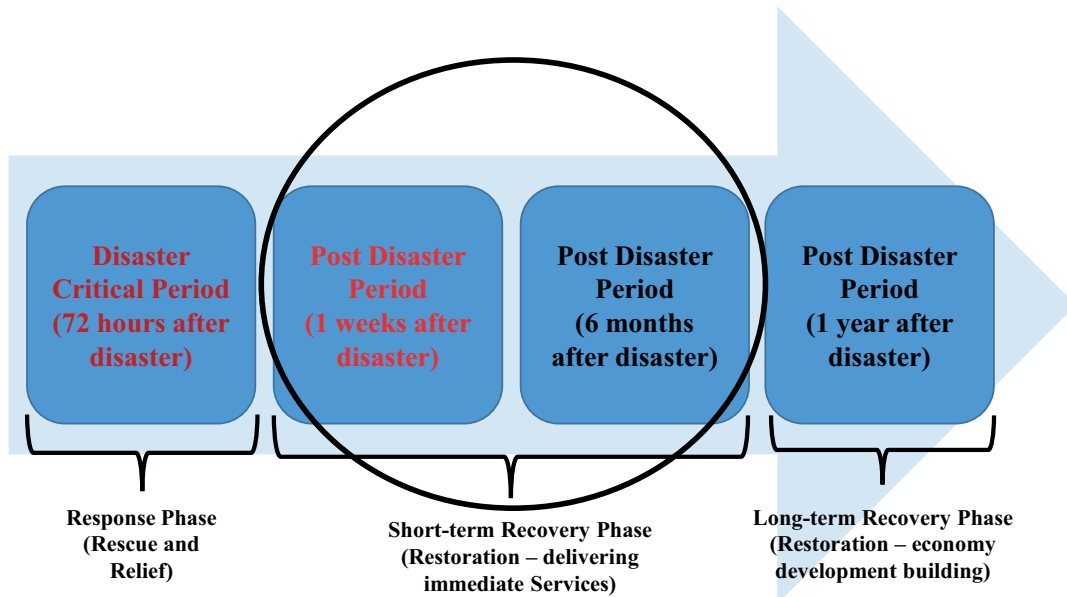 Disaster
Critical Period
(72 hours after
disaster)
Post Disaster
Period
(1 weeks after
disaster)
Post Disaster
Period
(6 months
after disaster)
Post Disaster
Period
(1 year after
disaster)
Response Phase
(Rescue and
Relief)
Short-term Recovery Phase
(Restoration – delivering
immediate Services)
Long-term Recovery Phase
(Restoration – economy
development building)